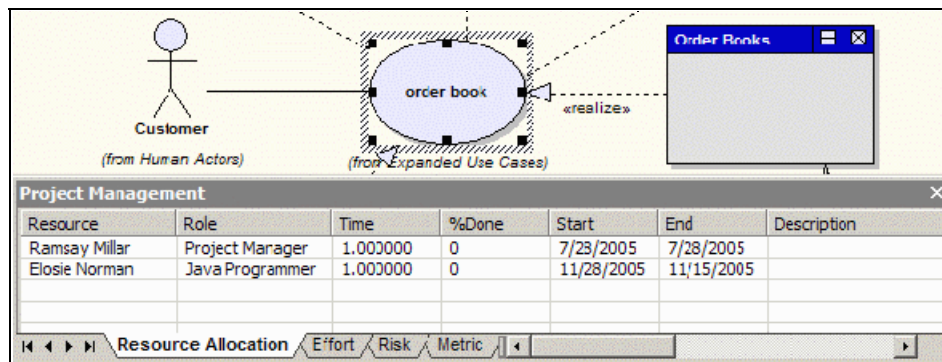 Order Books
order book
«realize»
Customer
(from Human Actors)
(from Expanded Use Cases)
Project Management
Resource Role Time %Done Start End Description
Ramsay Millar Project Manager 1.000000 0 7/28/2005 7/28/2005
Elosie Norman Java Programmer 1.000000 0 11/28/2005 11/15/2005
Resource Allocation Effort Risk Metric